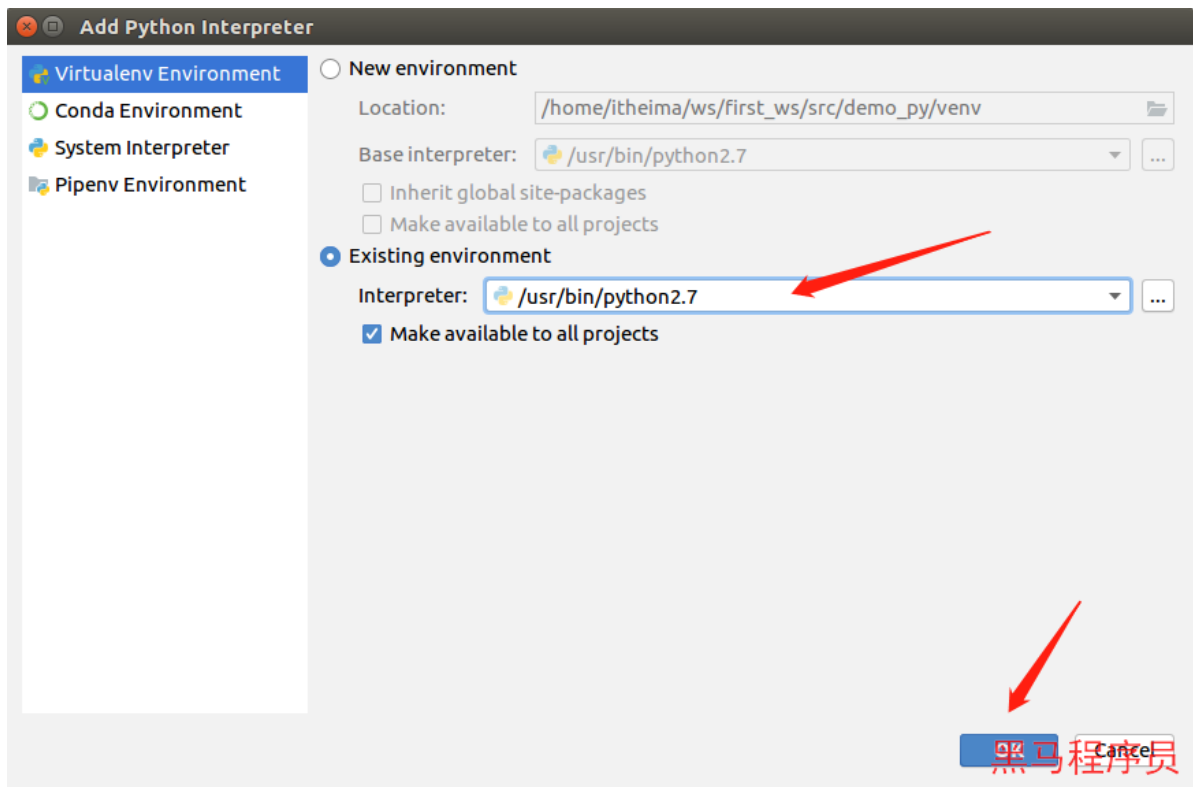 Add Python Interpreter
Virtualenv Environment
Conda Environment
System Interpreter
Pipenv Environment
New environment
Location: /home/itheima/ws/first_ws/src/demo_py/venv
Base interpreter: /usr/bin/python2.7 ...
Inherit global site-packages
Make available to all projects
Existing environment
Interpreter: /usr/bin/python2.7 ...
Make available to all projects
OK Cancel
黑马程序员